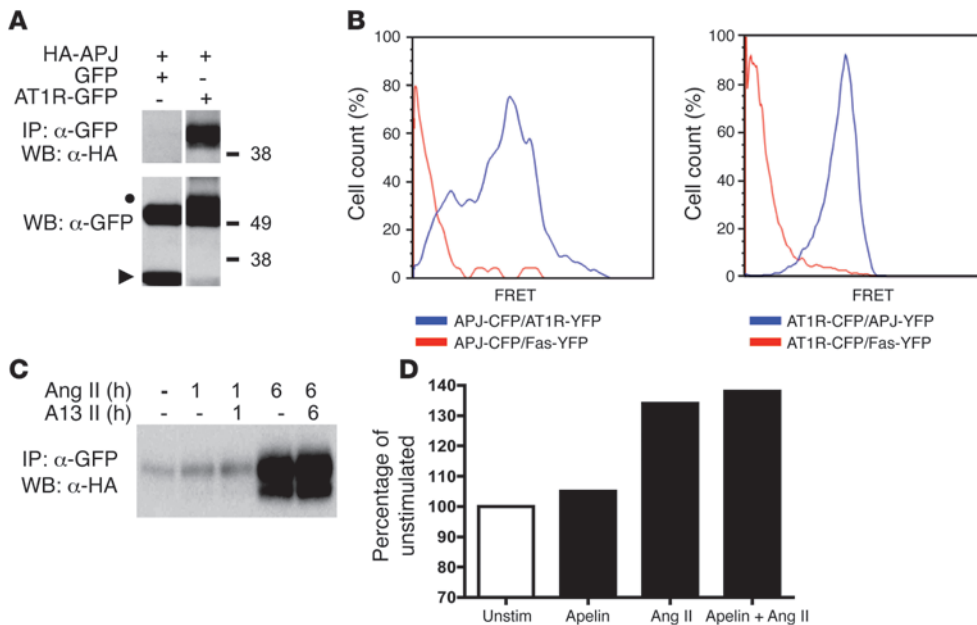 A
HA-APJ + +
GFP + -
AT1R-GFP - +
IP: α-GFP
WB: α-HA
38
WB: α-GFP
49
38
B
Cell count (%)
100
80
60
40
20
0
FRET
APJ-CFP/AT1R-YFP
APJ-CFP/Fas-YFP
Cell count (%)
100
80
60
40
20
0
FRET
AT1R-CFP/APJ-YFP
AT1R-CFP/Fas-YFP
C
Ang II (h) - 1 1 6 6
A13 II (h) - - 1 - 6
IP: α-GFP
WB: α-HA
D
Percentage of
unstimulated
140
130
120
110
100
90
80
70
Unstim Apelin Ang II Apelin + Ang II